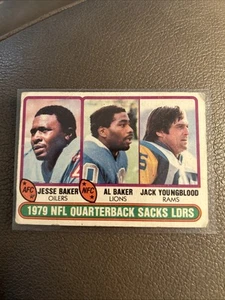 AFC
JESSE BAKER
OILERS
NFC
AL BAKER
LIONS
JACK YOUNGBLOOD
RAMS
1979 NFL QUARTERBACK SACKS LDRS